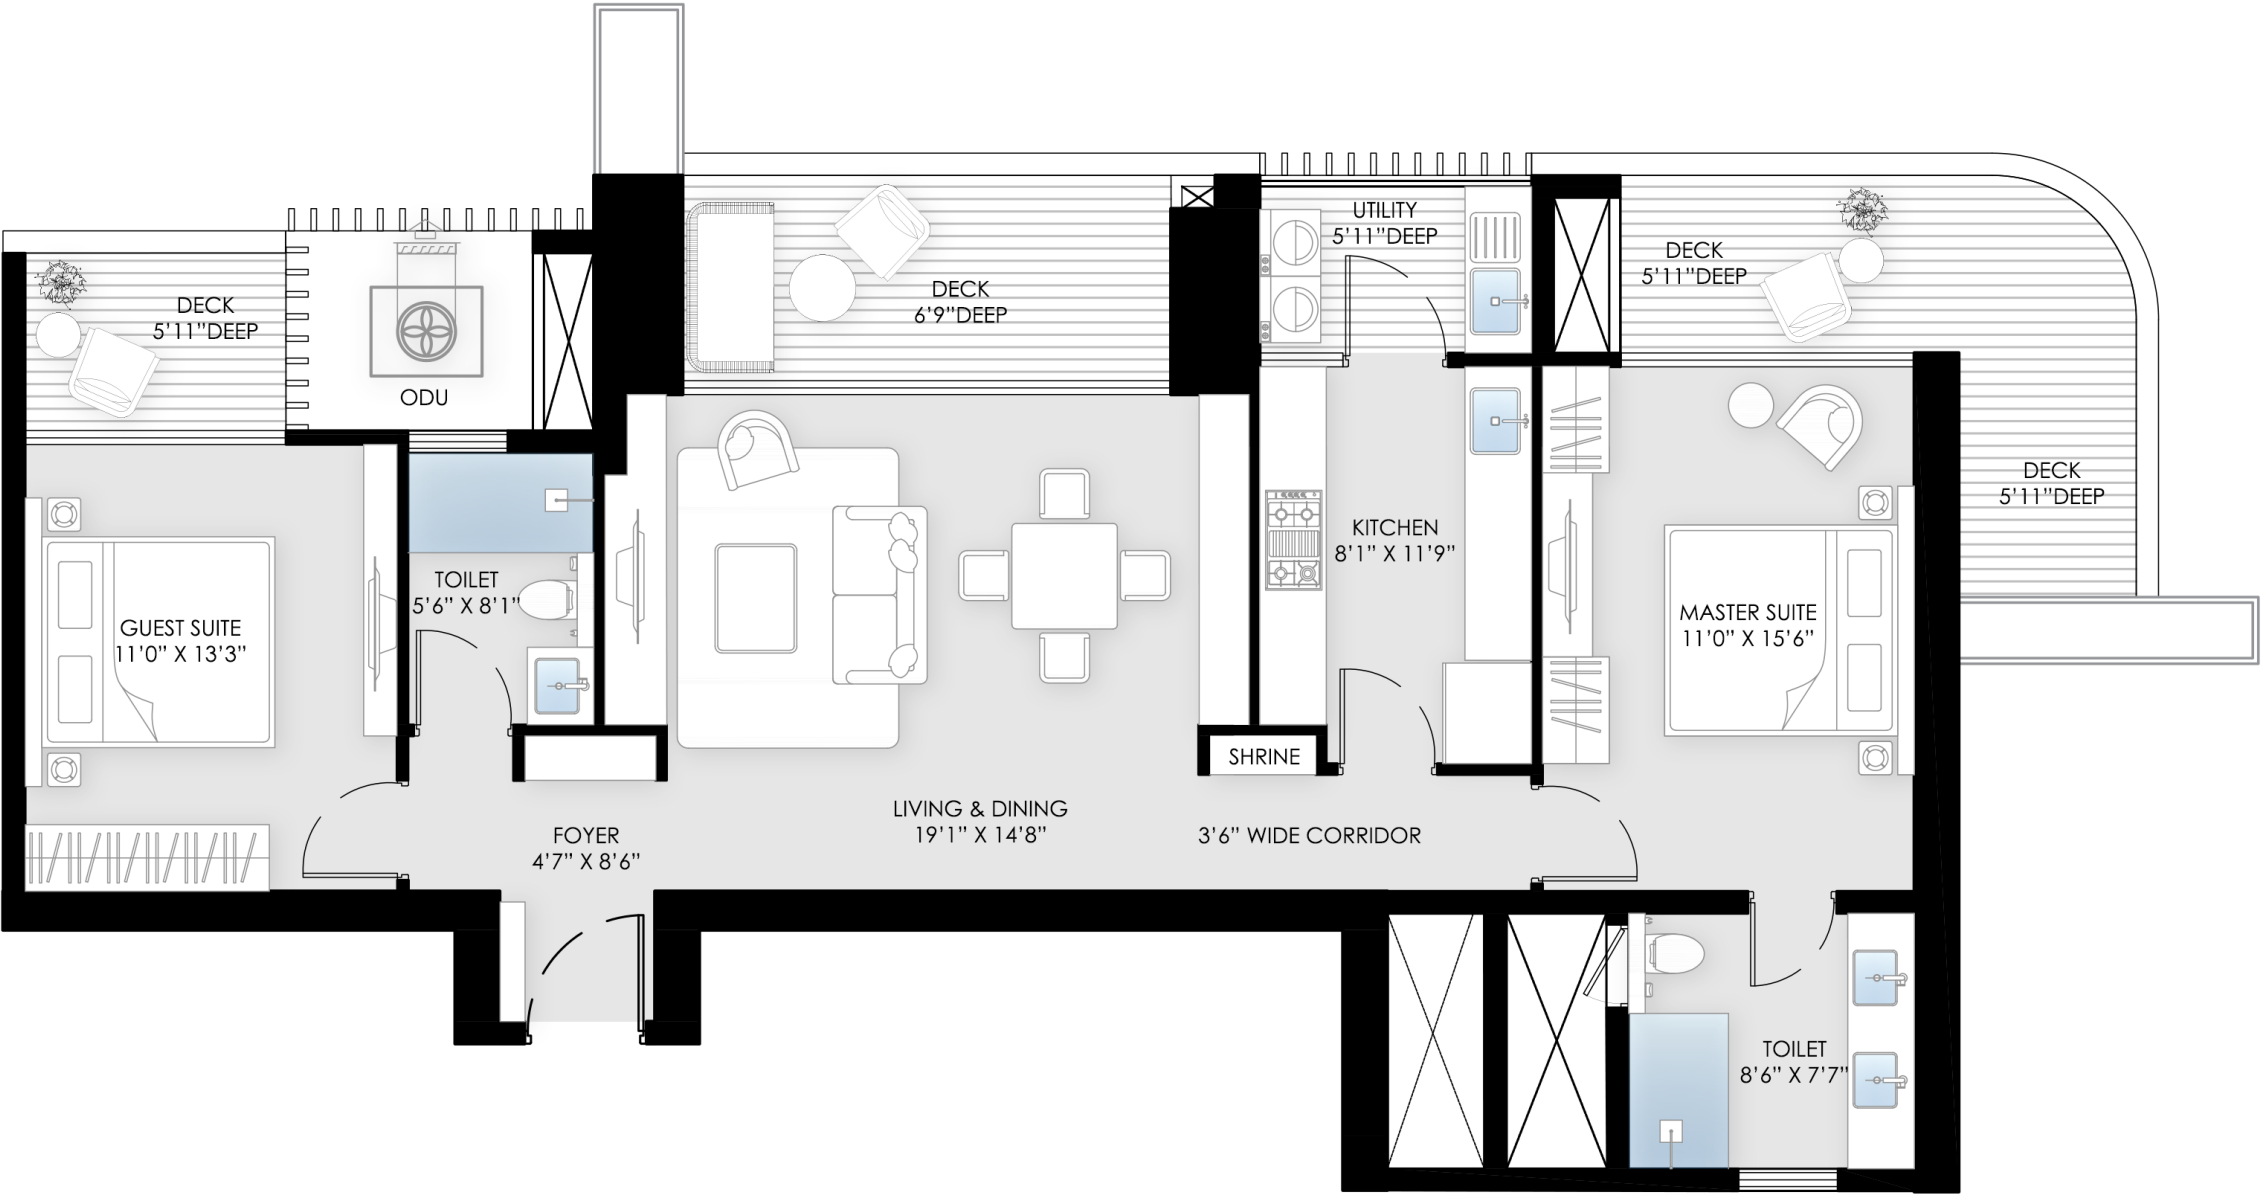 UTILITY
5’11”DEEP
DECK
5’11”DEEP
DECK
5’11”DEEP
DECK
6’9”DEEP
ODU
DECK
5’11”DEEP
KITCHEN
8’1” X 11’9”
TOILET
5’6” X 8’1”
GUEST SUITE
11’0” X 13’3”
MASTER SUITE
11’0” X 15’6”
SHRINE
LIVING & DINING
19’1” X 14’8”
FOYER
4’7” X 8’6”
3’6” WIDE CORRIDOR
TOILET
8’6” X 7’7”